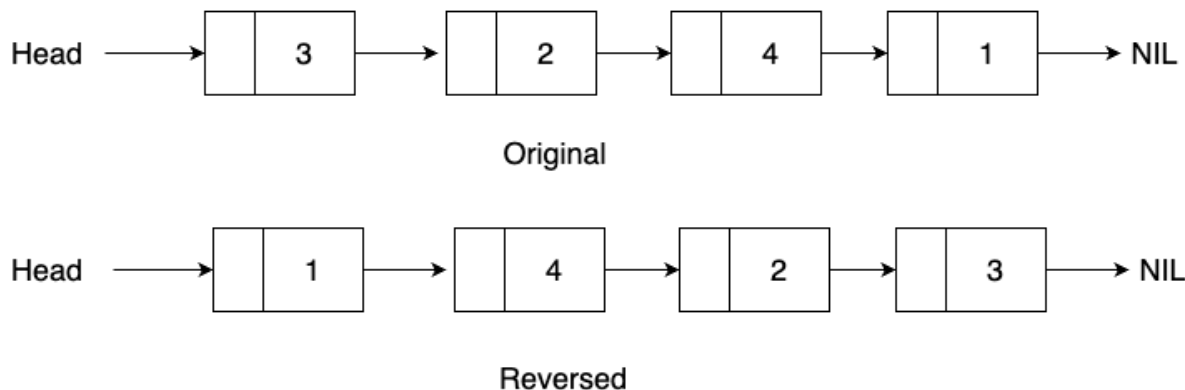 Head 3 2 4 1 NIL
Original
Head 1 4 2 3 NIL
Reversed